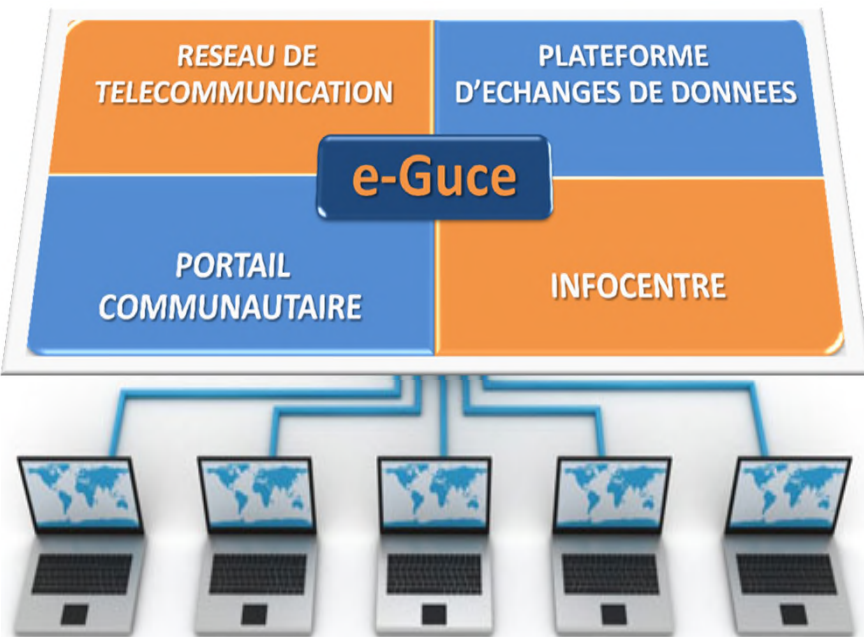 RESEAU DE
TELECOMMUNICATION
PLATEFORME
D'ECHANGES DE DONNEES
e-Guce
PORTAIL
COMMUNAUTAIRE
INFOCENTRE